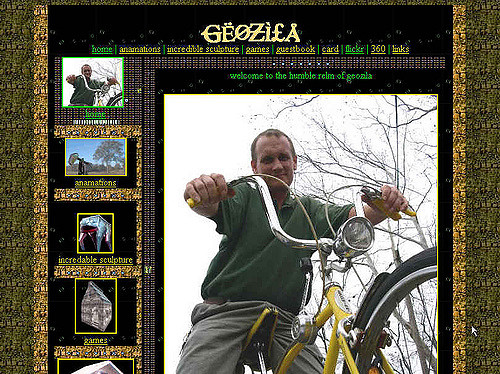 GËØZÏ£Å
home | anamations | incredible sculpture | games | guestbook | card | flickr | 360 | links
welcome to the humble relm of geozila
home
anamations
incredable sculpture
games